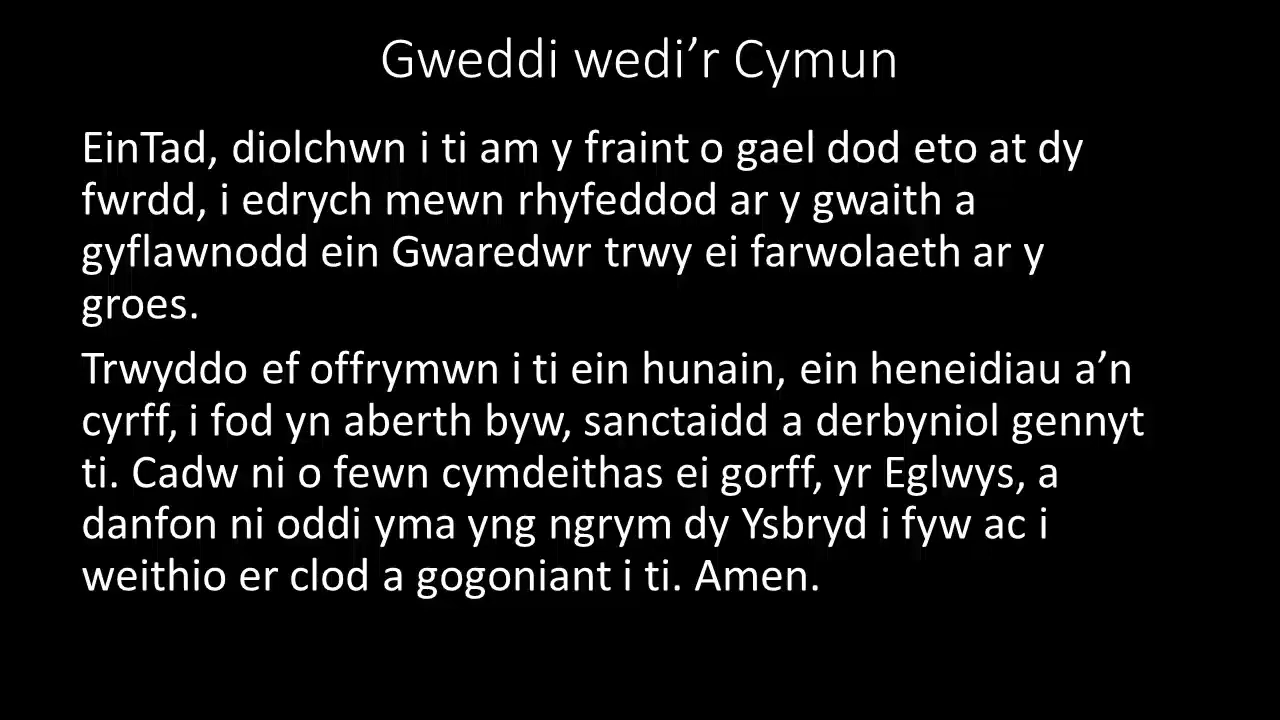 Gweddi wedi’r Cymun
EinTad, diolchwn i ti am y fraint o gael dod eto at dy
fwrdd, i edrych mewn rhyfeddod ar y gwaith a
gyflawnodd ein Gwaredwr trwy ei farwolaeth ar y
groes.
Trwyddo ef offrymwn i ti ein hunain, ein heneidiau a’n
cyrff, i fod yn aberth byw, sanctaidd a derbyniol gennyt
ti. Cadw ni o fewn cymdeithas ei gorff, yr Eglwys, a
danfon ni oddi yma yng ngrym dy Ysbryd i fyw ac i
weithio er clod a gogoniant i ti. Amen.